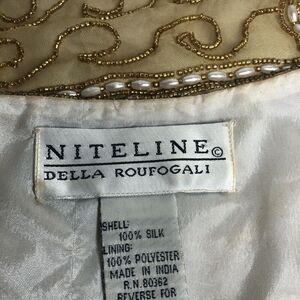 NITELINE©
DELLA ROUFOGALI
SHELL:
100% SILK
LINING:
100% POLYESTER
MADE IN INDIA
R.N. 80362
REVERSE FOR